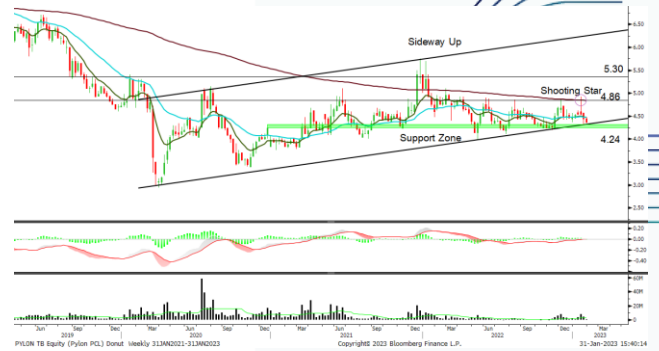 Sideway Up
5.30
Shooting Star
4.86
Support Zone
4.24
6.50
6.00
5.50
5.00
4.50
4.00
3.50
3.00
2.50
0.20
0.00
-0.20
-0.40
60M
40M
20M
0
Jun Sep Dec Mar Jun Sep Dec Mar Jun Sep Dec Mar Jun Sep Dec Mar
2019 2020 2021 2022 2023
PYLON TB Equity (Pylon PCL) Donut Weekly 31JAN2021-31JAN2023 Copyright© 2023 Bloomberg Finance L.P. 31-Jan-2023 15:40:14